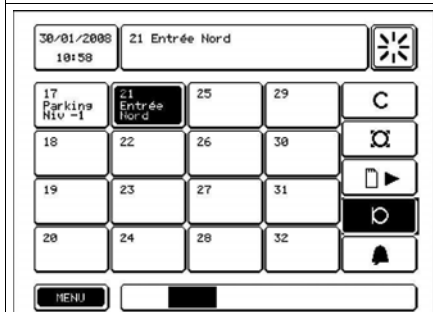 30/01/2008
10:58
21 Entrée Nord
17
Parking
Niv -1
21
Entrée
Nord
25
29
C
18
22
26
30
19
23
27
31
20
24
28
32
MENU